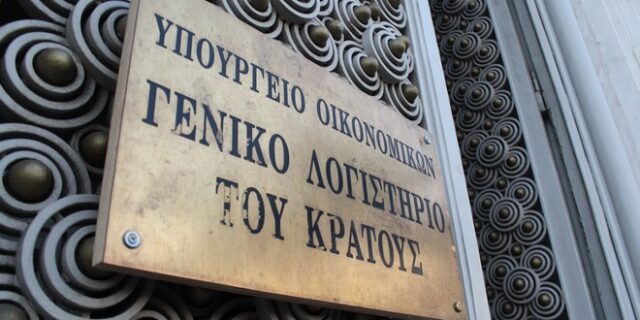 ΥΠΟΥΡΓΕΙΟ ΟΙΚΟΝΟΜΙΚΩΝ
ΓΕΝΙΚΟ ΛΟΓΙΣΤΗΡΙΟ
ΤΟΥ ΚΡΑΤΟΥΣ